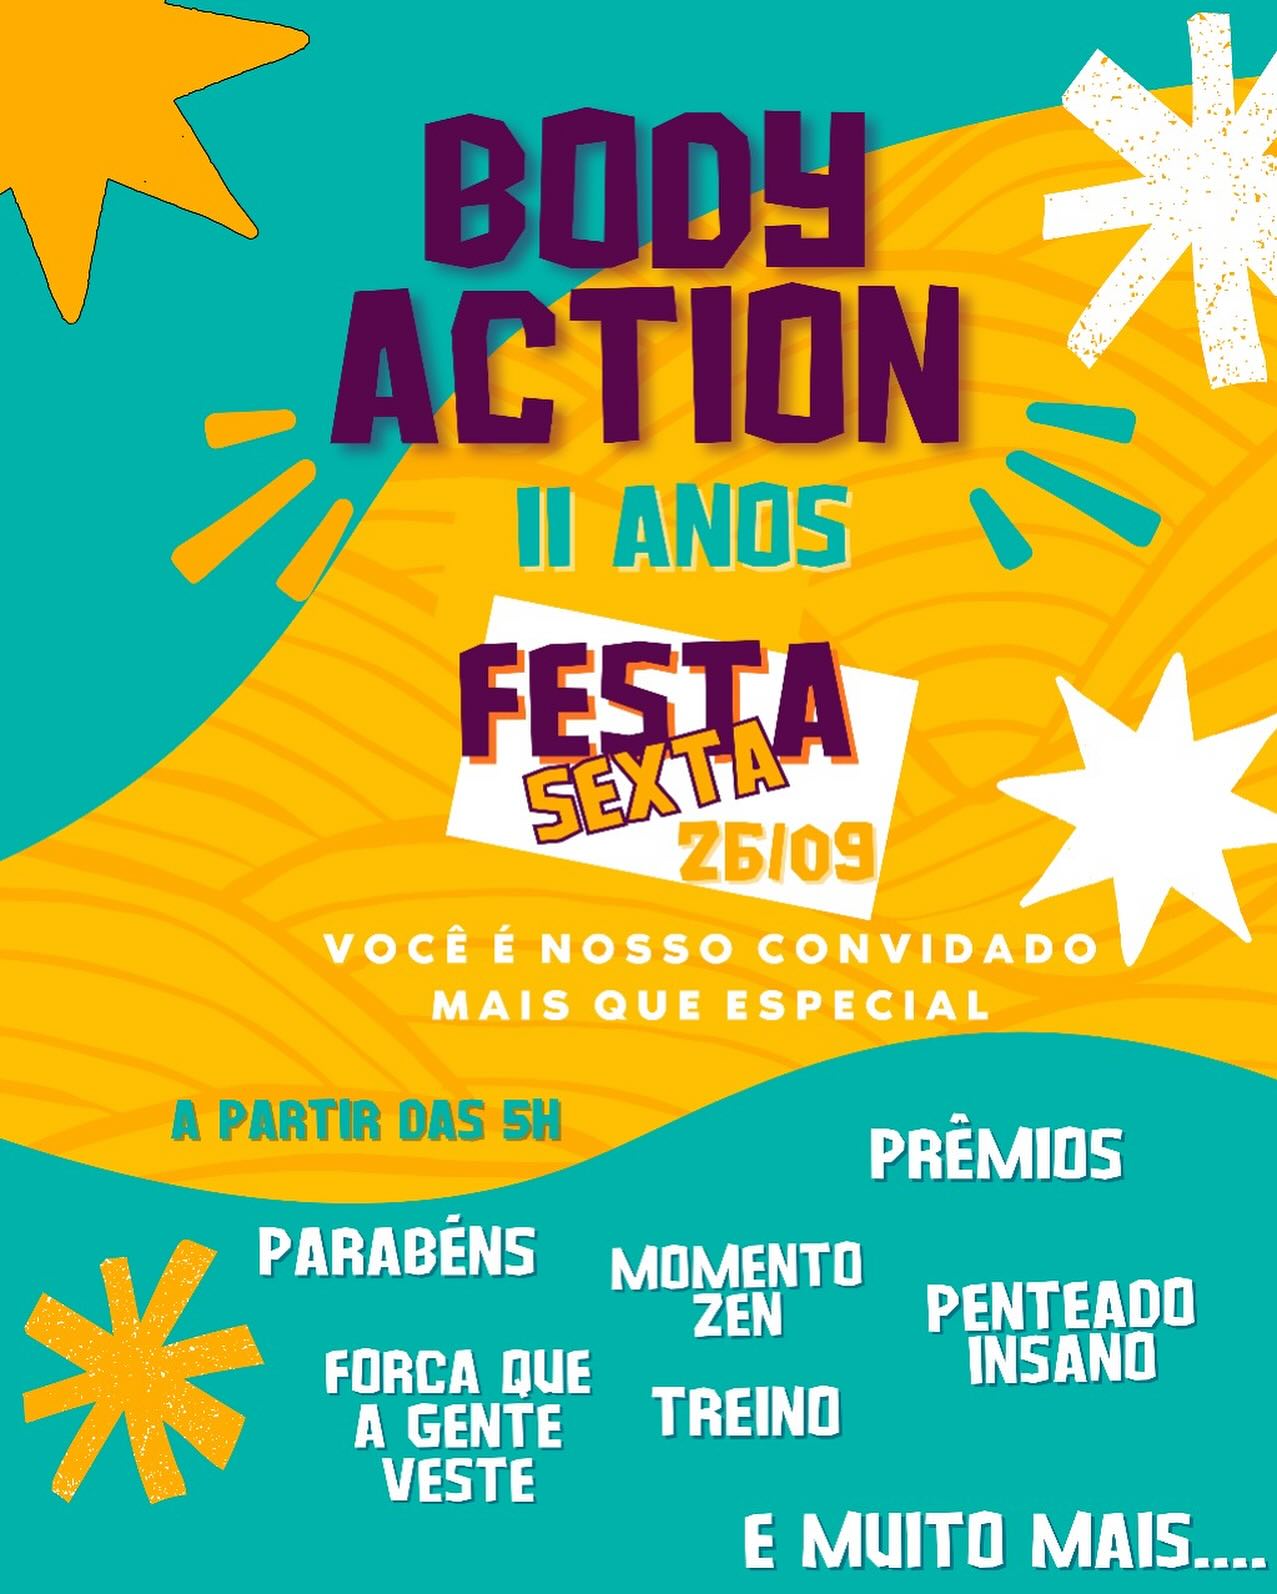 BODY
ACTION
11 ANOS
FESTA
SEXTA
26/09
VOCÊ É NOSSO CONVIDADO
MAIS QUE ESPECIAL
A PARTIR DAS 5H
PRÊMIOS
PARABÉNS
MOMENTO
ZEN
PENTEADO
INSANO
FORCA QUE
A GENTE
VESTE
TREINO
E MUITO MAIS....